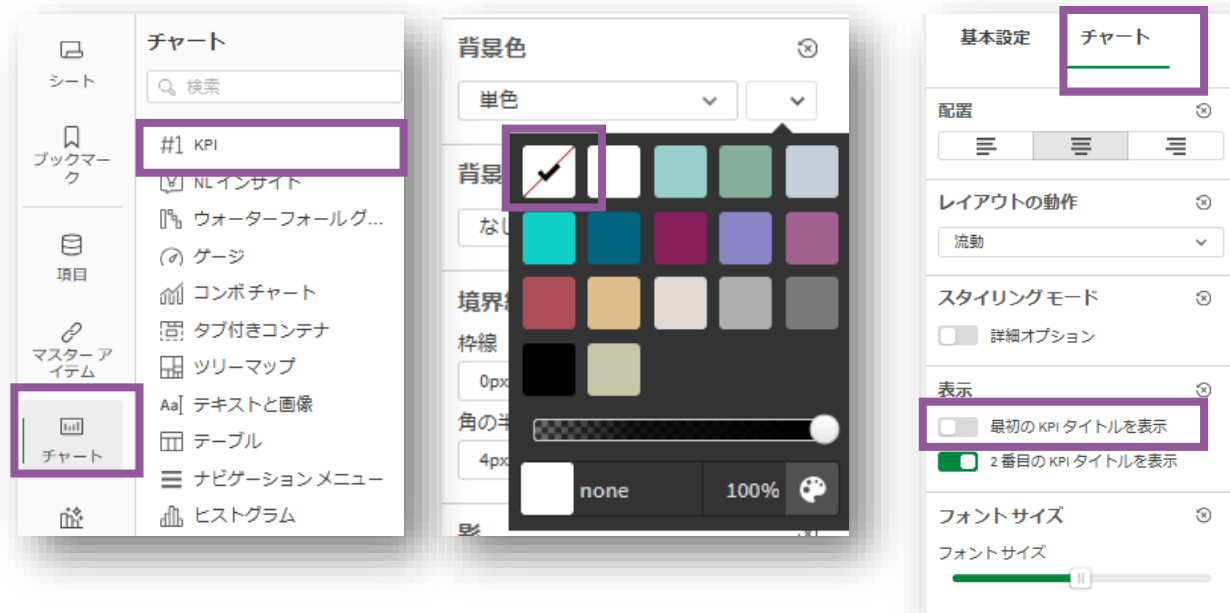 シート
ブックマー
ク
項目
マスター ア
イテム
チャート
チャート
検索
#1 KPI
NL インサイト
ウォーターフォール グ...
ゲージ
コンボ チャート
タブ付きコンテナ
ツリーマップ
Aa テキストと画像
テーブル
ナビゲーション メニュー
ヒストグラム
背景色
単色
背景
なし
境界線
枠線
0px
角の半
4px
影
none 100%
基本設定 チャート
配置
レイアウトの動作
流動
スタイリング モード
詳細オプション
表示
最初の KPI タイトルを表示
2 番目の KPI タイトルを表示
フォント サイズ
フォント サイズ